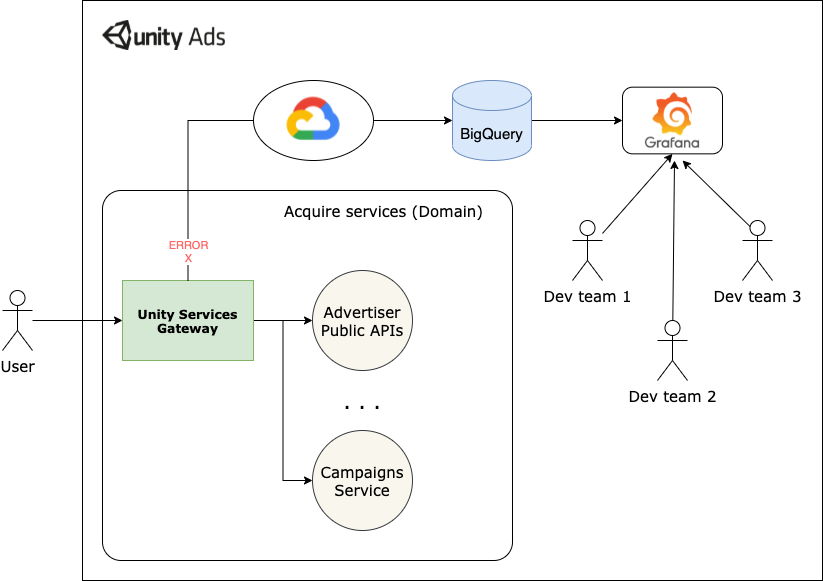 unity Ads
BigQuery
Grafana
Acquire services (Domain)
ERROR
X
Unity Services
Gateway
Advertiser
Public APIs
User
Dev team 1
Dev team 3
Dev team 2
. . .
Campaigns
Service